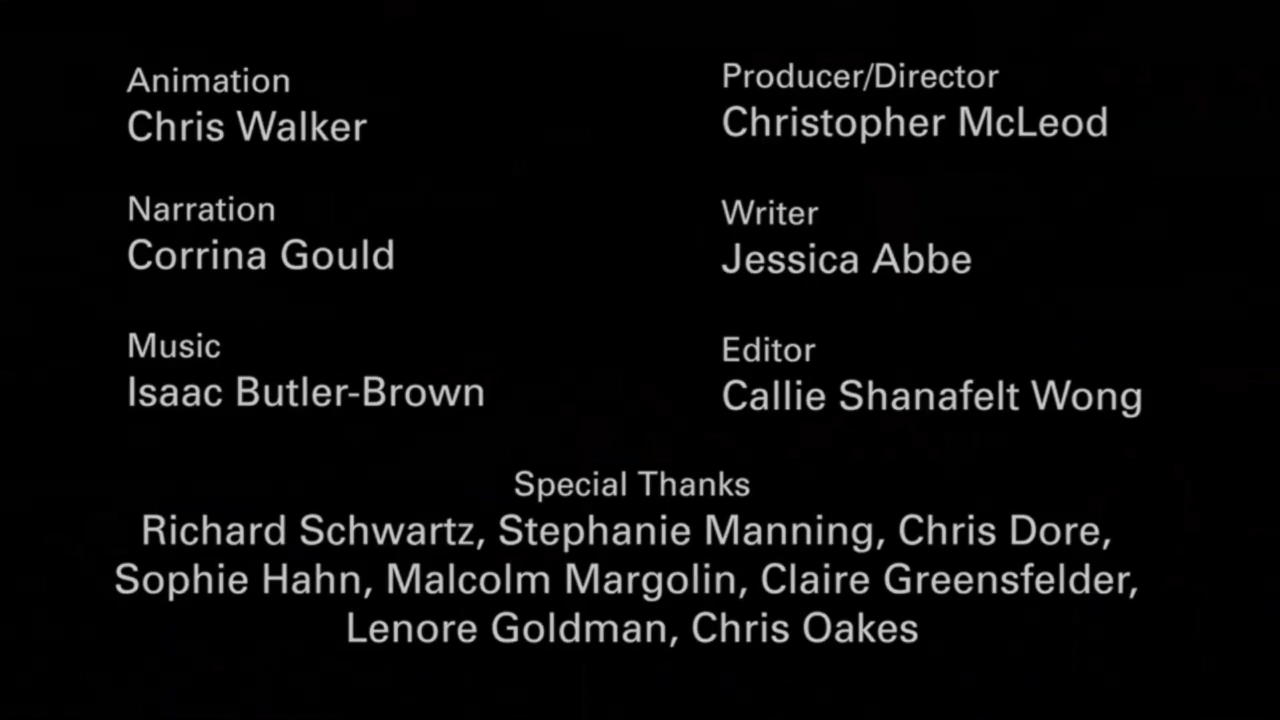 Animation
Chris Walker
Narration
Corrina Gould
Music
Isaac Butler-Brown
Producer/Director
Christopher McLeod
Writer
Jessica Abbe
Editor
Callie Shanafelt Wong
Special Thanks
Richard Schwartz, Stephanie Manning, Chris Dore,
Sophie Hahn, Malcolm Margolin, Claire Greensfelder,
Lenore Goldman, Chris Oakes